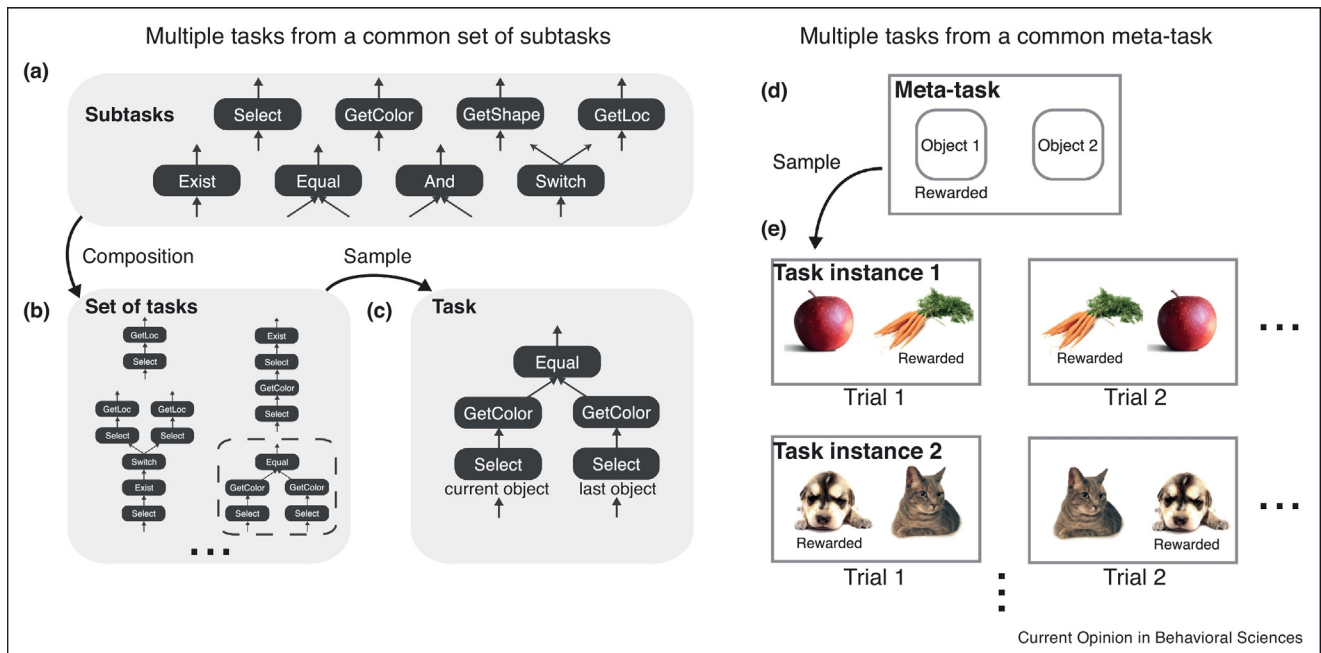 Multiple tasks from a common set of subtasks
(a)
Subtasks
Select
GetColor
GetShape
GetLoc
Exist
Equal
And
Switch
Composition
Sample
(b)
Set of tasks
GetLoc
Select
Exist
Select
GetColor
Select
GetLoc
GetLoc
Select
Select
Switch
Exist
Select
Equal
GetColor
GetColor
Select
Select
...
(c)
Task
Equal
GetColor
GetColor
Select
Select
current object
last object
Multiple tasks from a common meta-task
(d)
Meta-task
Object 1
Object 2
Rewarded
Sample
(e)
Task instance 1
Rewarded
Rewarded
...
Trial 1
Trial 2
Task instance 2
Rewarded
Rewarded
...
Trial 1
Trial 2
Current Opinion in Behavioral Sciences